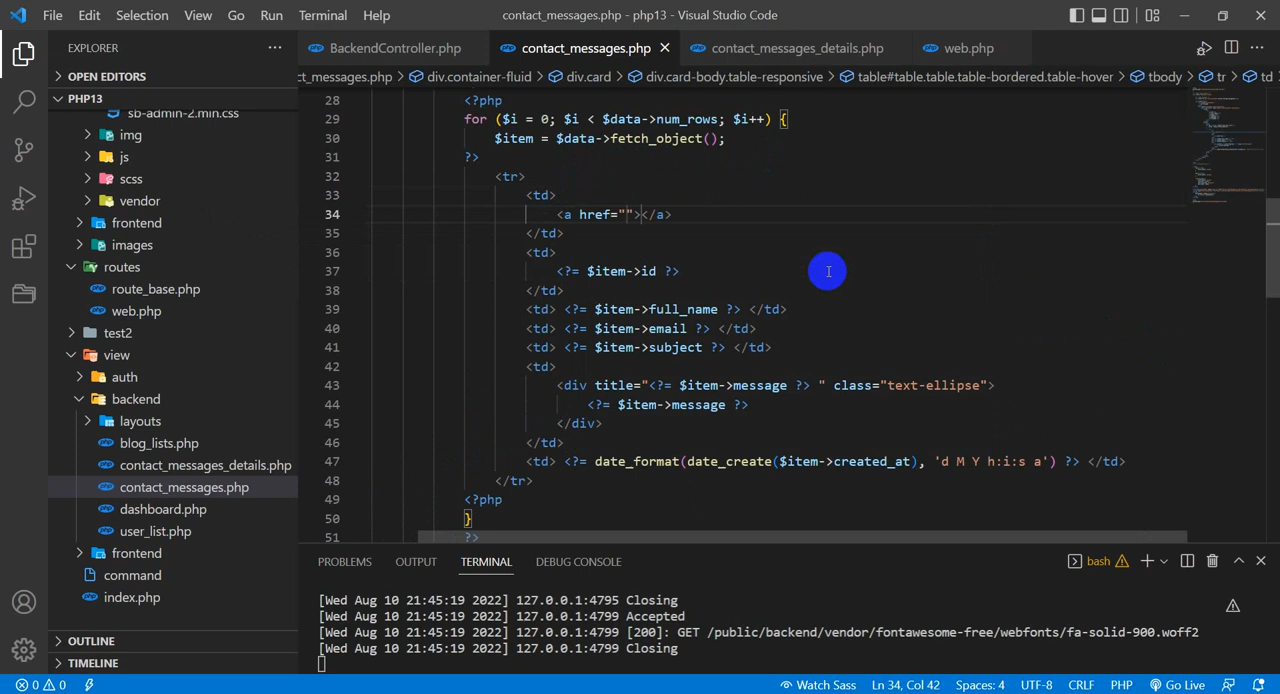 File Edit Selection View Go Run Terminal Help contact_messages.php - php13 - Visual Studio Code
EXPLORER
BackendController.php contact_messages.php contact_messages_details.php web.php
OPEN EDITORS
ct_messages.php > div.container-fluid > div.card > div.card-body.table-responsive > table#table.table.table-bordered.table-hover > tbody > tr > td
PHP13
sb-admin-2.min.css
img
js
scss
vendor
frontend
images
routes
route_base.php
web.php
test2
view
auth
backend
layouts
blog_lists.php
contact_messages_details.php
contact_messages.php
dashboard.php
user_list.php
frontend
command
index.php
OUTLINE
TIMELINE
28 <?php
29 for ($i = 0; $i < $data->num_rows; $i++) {
30 $item = $data->fetch_object();
31 ?>
32 <tr>
33 <td>
34 <a href=""></a>
35 </td>
36 <td>
37 <?= $item->id ?>
38 </td>
39 <td> <?= $item->full_name ?> </td>
40 <td> <?= $item->email ?> </td>
41 <td> <?= $item->subject ?> </td>
42 <td>
43 <div title="<?= $item->message ?> " class="text-ellipse">
44 <?= $item->message ?>
45 </div>
46 </td>
47 <td> <?= date_format(date_create($item->created_at), 'd M Y h:i:s a') ?> </td>
48 </tr>
49 <?php
50 }
51 ?>
PROBLEMS OUTPUT TERMINAL DEBUG CONSOLE bash
[Wed Aug 10 21:45:19 2022] 127.0.0.1:4795 Closing
[Wed Aug 10 21:45:19 2022] 127.0.0.1:4799 Accepted
[Wed Aug 10 21:45:19 2022] 127.0.0.1:4799 [200]: GET /public/backend/vendor/fontawesome-free/webfonts/fa-solid-900.woff2
[Wed Aug 10 21:45:19 2022] 127.0.0.1:4799 Closing
0 0 Watch Sass Ln 34, Col 42 Spaces: 4 UTF-8 CRLF PHP Go Live